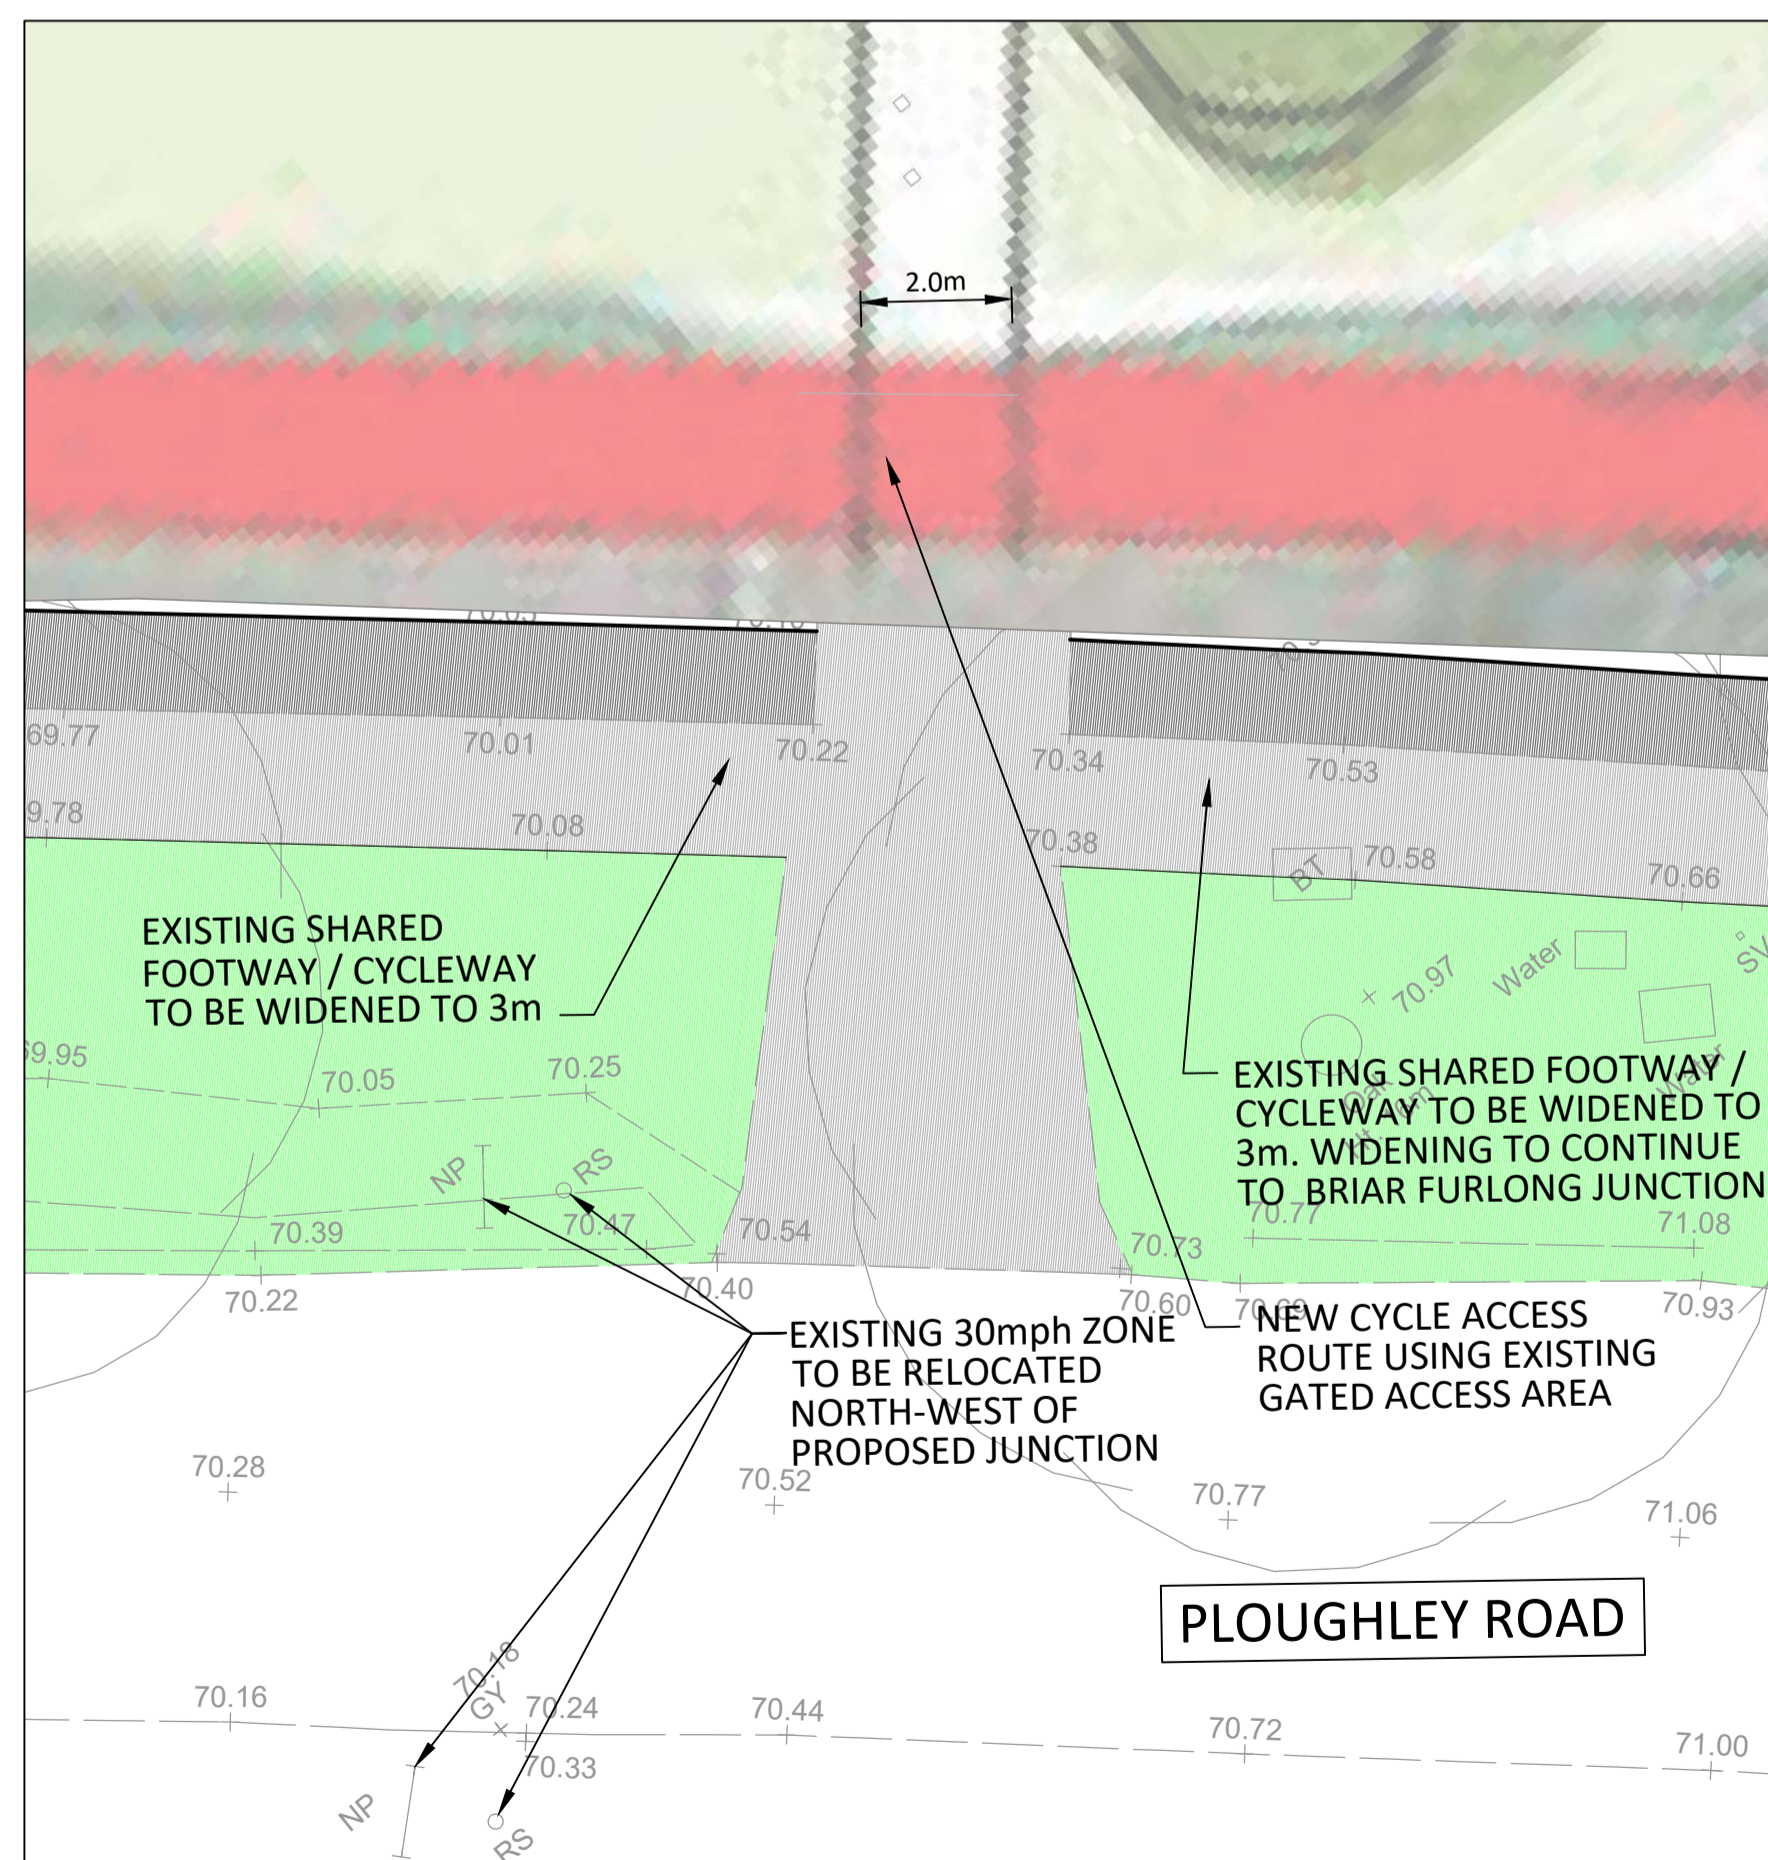 2.0m
69.77
70.01
70.22
70.34
70.53
70.08
70.38
70.58
70.66
BT
EXISTING SHARED
FOOTWAY / CYCLEWAY
TO BE WIDENED TO 3m
70.97
Water
70.05
70.25
EXISTING SHARED FOOTWAY /
CYCLEWAY TO BE WIDENED TO
3m. WIDENING TO CONTINUE
TO BRIAR FURLONG JUNCTION
Water
Oak
NP
RS
70.39
70.47
70.54
70.73
70.77
71.08
70.22
70.40
70.60
70.69
70.93
EXISTING 30mph ZONE
TO BE RELOCATED
NORTH-WEST OF
PROPOSED JUNCTION
NEW CYCLE ACCESS
ROUTE USING EXISTING
GATED ACCESS AREA
70.28
70.52
70.77
71.06
PLOUGHLEY ROAD
70.18
GY
70.16
70.24
70.44
70.72
71.00
70.33
NP
RS